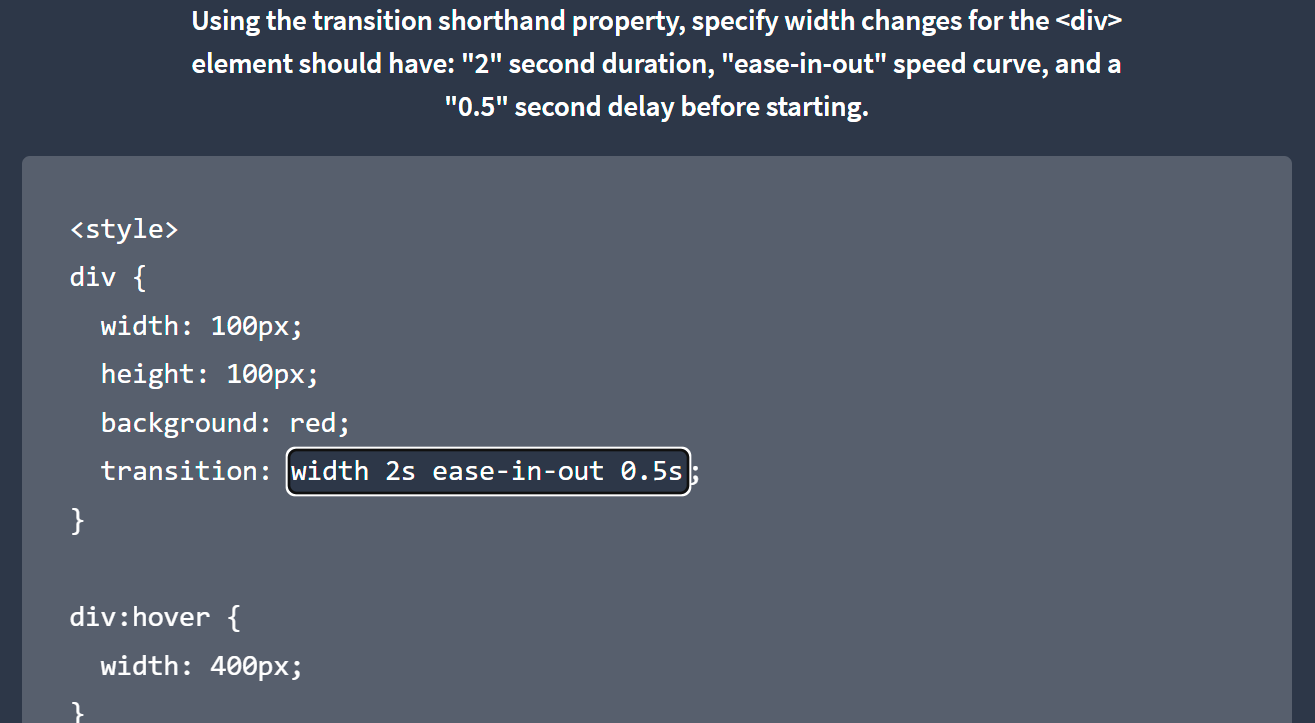 Using the transition shorthand property, specify width changes for the <div>
element should have: "2" second duration, "ease-in-out" speed curve, and a
"0.5" second delay before starting.
<style>
div {
  width: 100px;
  height: 100px;
  background: red;
  transition: width 2s ease-in-out 0.5s;
}

div:hover {
  width: 400px;
}